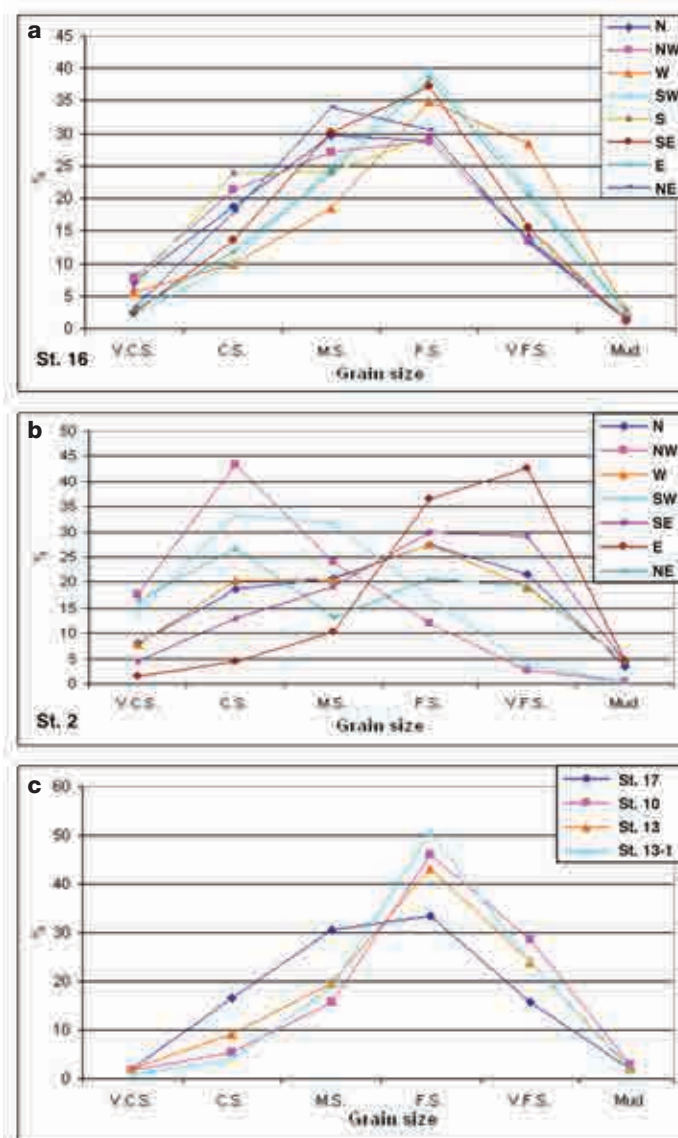 a
45
40
35
30
25
20
15
10
5
0
%
V.C.S. C.S. M.S. F.S. V.F.S. Mud
Grain size
St. 16
N
NW
W
SW
S
SE
E
NE
b
50
45
40
35
30
25
20
15
10
5
0
%
V.C.S. C.S. M.S. F.S. V.F.S. Mud
Grain size
St. 2
N
NW
W
SW
SE
E
NE
c
60
50
40
30
20
10
0
%
V.C.S. C.S. M.S. F.S. V.F.S. Mud
Grain size
St. 17
St. 10
St. 13
St. 13-1